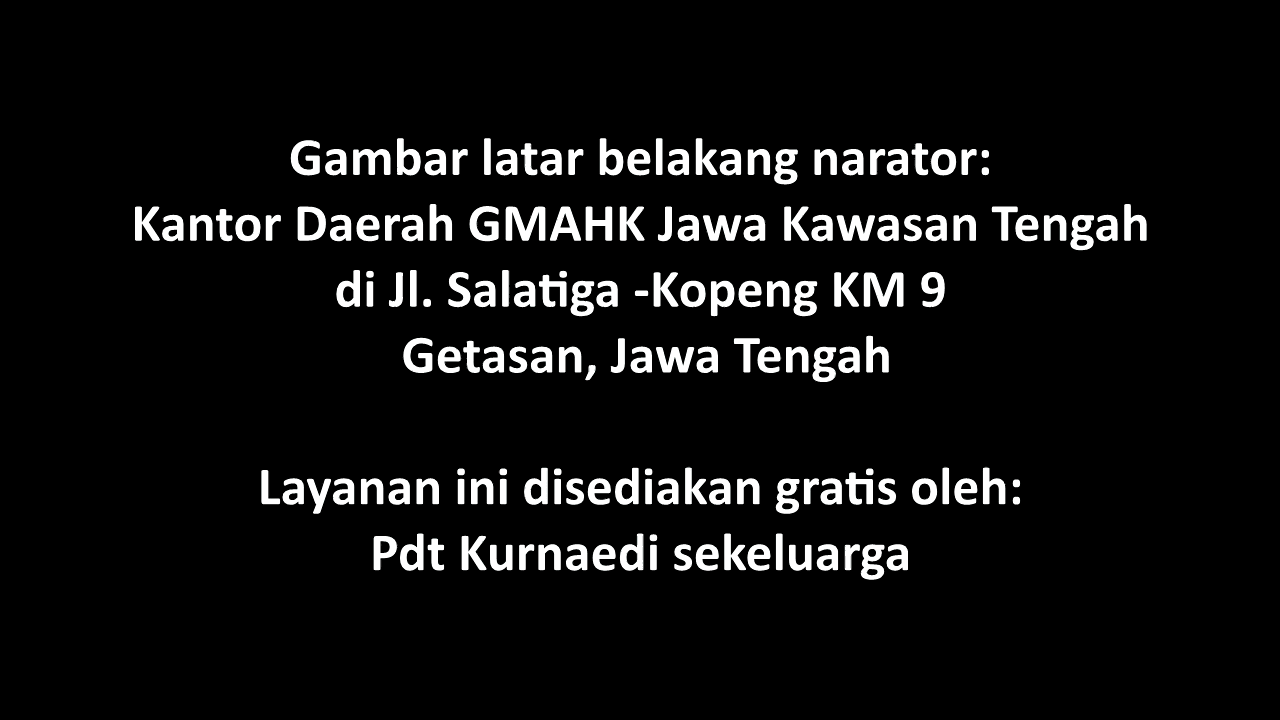 Gambar latar belakang narator:
Kantor Daerah GMAHK Jawa Kawasan Tengah
di Jl. Salatiga -Kopeng KM 9
Getasan, Jawa Tengah
Layanan ini disediakan gratis oleh:
Pdt Kurnaedi sekeluarga